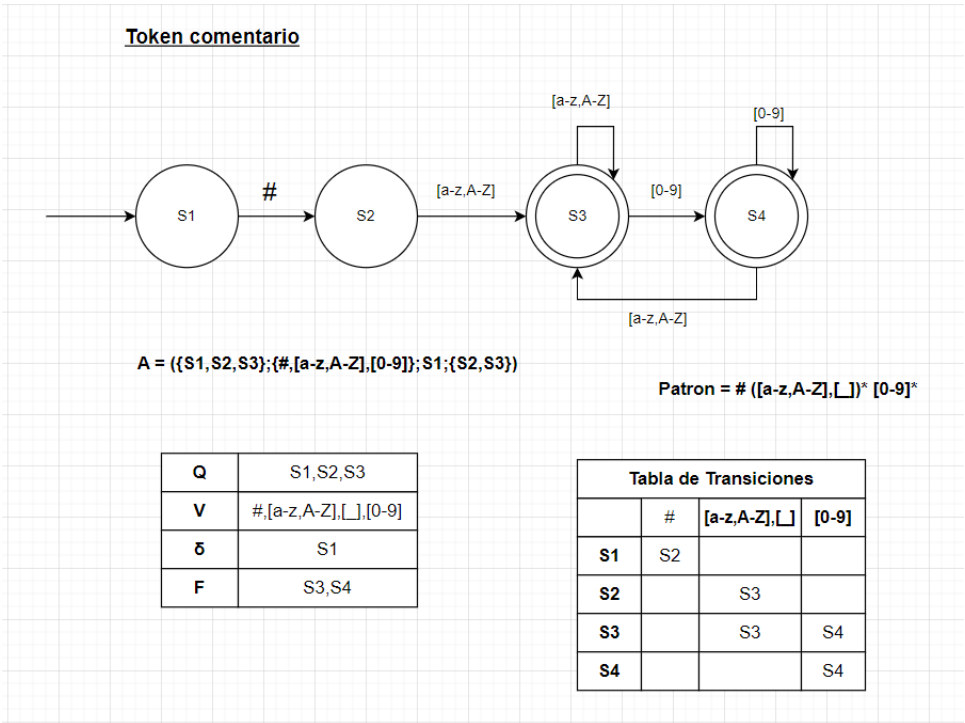 Token comentario
[a-z,A-Z]
[0-9]
#
[a-z,A-Z]
[0-9]
S1
S2
S3
S4
[a-z,A-Z]
A = ({S1,S2,S3};{#,[a-z,A-Z],[0-9]};S1;{S2,S3})
Patron = # ([a-z,A-Z],[_])* [0-9]*
Q S1,S2,S3
V #,[a-z,A-Z],[_],[0-9]
δ S1
F S3,S4
Tabla de Transiciones
# [a-z,A-Z],[_] [0-9]
S1 S2
S2 S3
S3 S3 S4
S4 S4